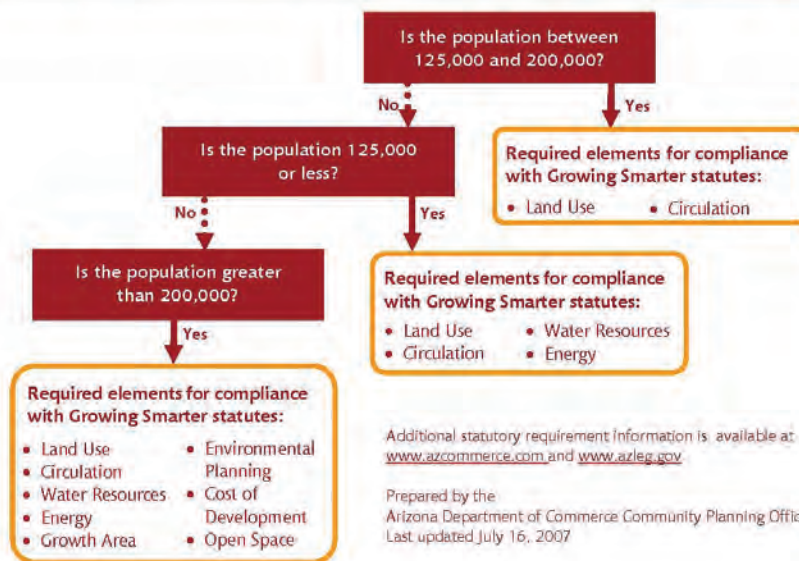 Is the population between
125,000 and 200,000?
No
Yes
Is the population 125,000
or less?
Required elements for compliance
with Growing Smarter statutes:
• Land Use • Circulation
No
Yes
Is the population greater
than 200,000?
Required elements for compliance
with Growing Smarter statutes:
• Land Use • Water Resources
• Circulation • Energy
Yes
Required elements for compliance
with Growing Smarter statutes:
• Land Use
• Circulation
• Water Resources
• Energy
• Growth Area
• Environmental
Planning
• Cost of
Development
• Open Space
Additional statutory requirement information is available at
www.azcommerce.com and www.azleg.gov
Prepared by the
Arizona Department of Commerce Community Planning Offic
Last updated July 16, 2007